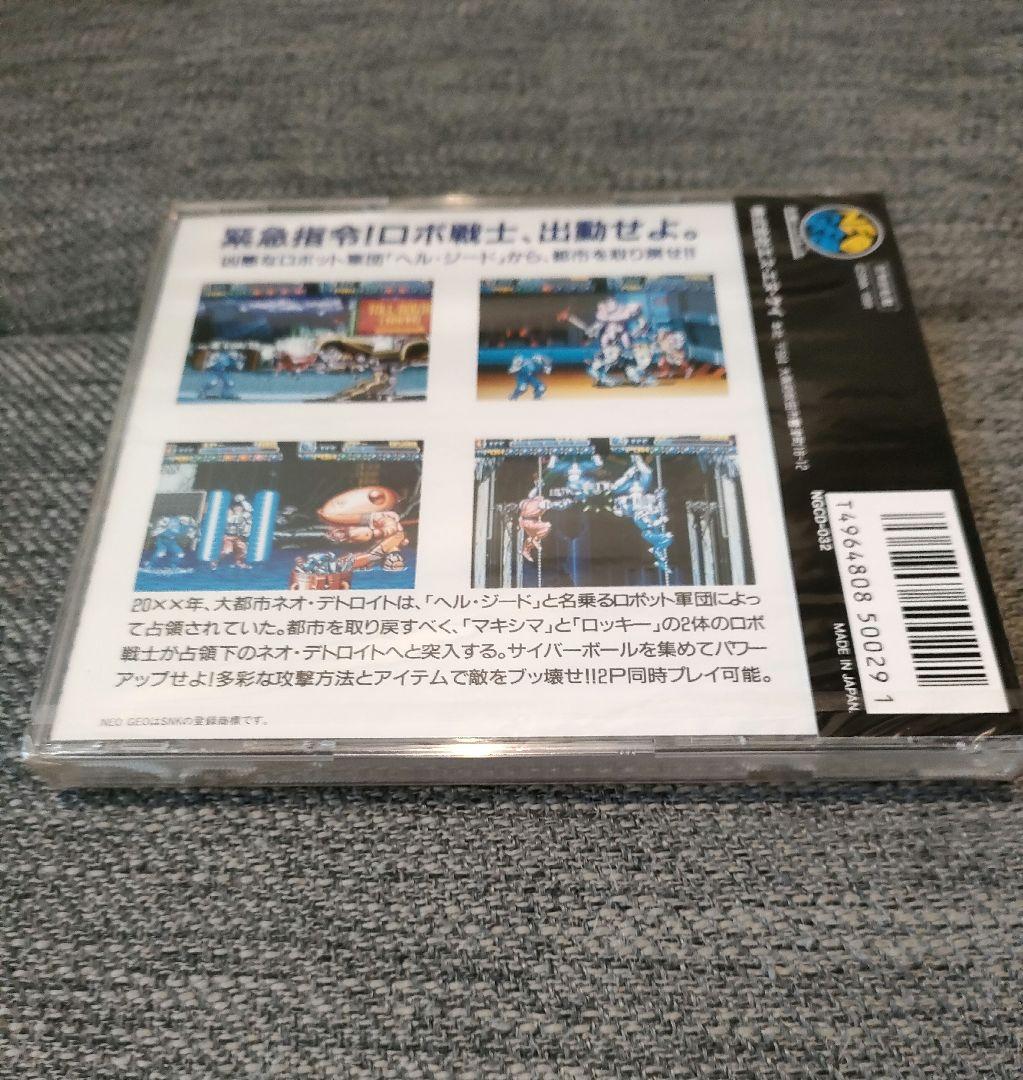 緊急指令!ロボ戦士、出動せよ。
凶悪なロボット軍団「ヘル・ジード」から、都市を取り戻せ!!
20××年、大都市ネオ・デトロイトは、「ヘル・ジード」と名乗るロボット軍団によっ
て占領されていた。都市を取り戻すべく、「マキシマ」と「ロッキー」の2体のロボ
戦士が占領下のネオ・デトロイトへと突入する。サイバーボールを集めてパワー
アップせよ!多彩な攻撃方法とアイテムで敵をブッ壊せ!!2P同時プレイ可能。
NEO GEOはSNKの登録商標です。
NGCD-032
T4964808 500291
MADE IN JAPAN